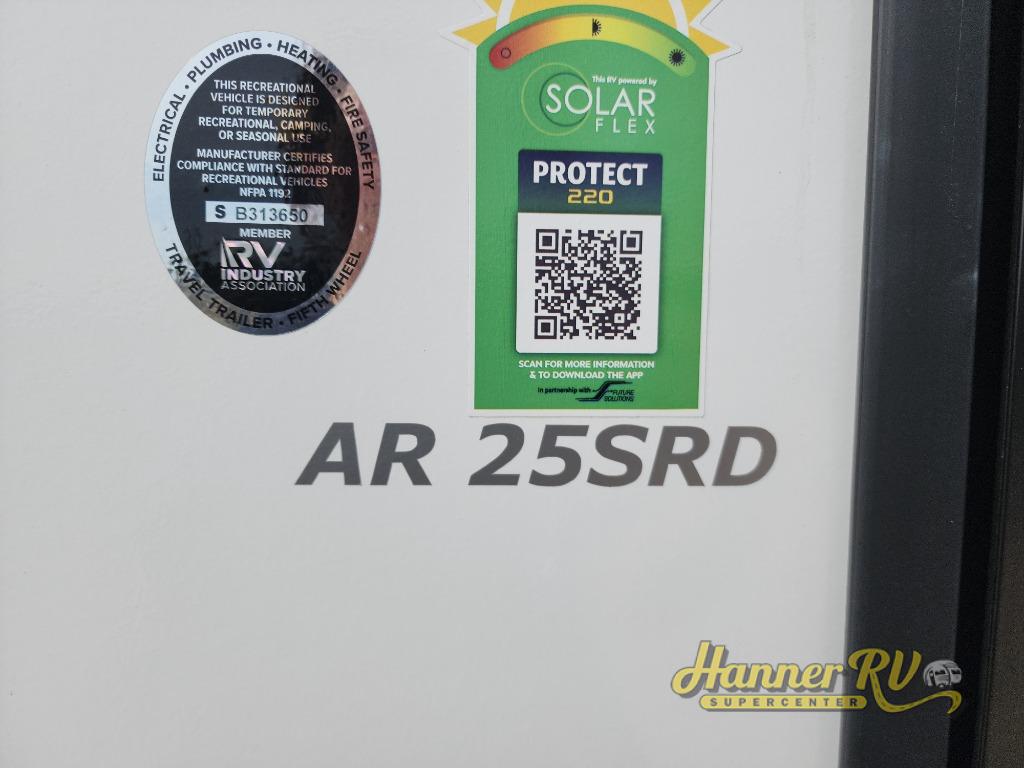 ELECTRICAL • PLUMBING • HEATING • FIRE SAFETY
THIS RECREATIONAL
VEHICLE IS DESIGNED
FOR TEMPORARY
RECREATIONAL, CAMPING,
OR SEASONAL USE
MANUFACTURER CERTIFIES
COMPLIANCE WITH STANDARD FOR
RECREATIONAL VEHICLES
NFPA 1192
S B313650
MEMBER
RV
INDUSTRY
ASSOCIATION
TRAVEL TRAILER • FIFTH WHEEL
This RV powered by
SOLAR
FLEX
PROTECT
220
SCAN FOR MORE INFORMATION
& TO DOWNLOAD THE APP
In partnership with FUTURE
SOLUTIONS
AR 25SRD
Hanner RV
SUPERCENTER